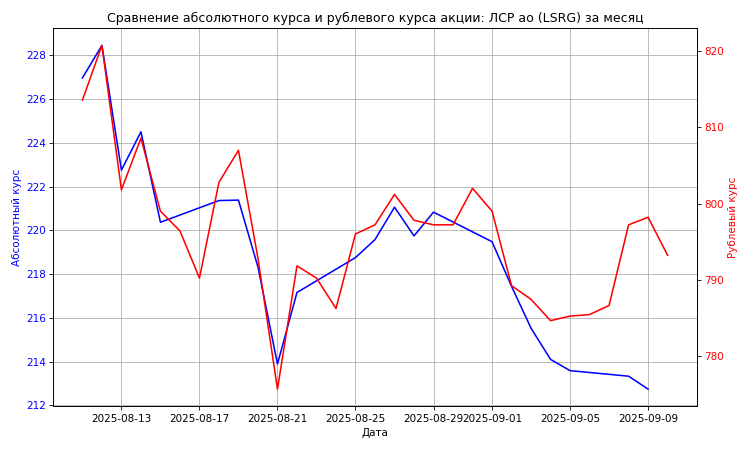 Сравнение абсолютного курса и рублевого курса акции: ЛСР ао (LSRG) за месяц
228
226
224
222
220
218
216
214
212
Абсолютный курс
820
810
800
790
780
Рублевый курс
2025-08-13 2025-08-17 2025-08-21 2025-08-25 2025-08-29 2025-09-01 2025-09-05 2025-09-09
Дата